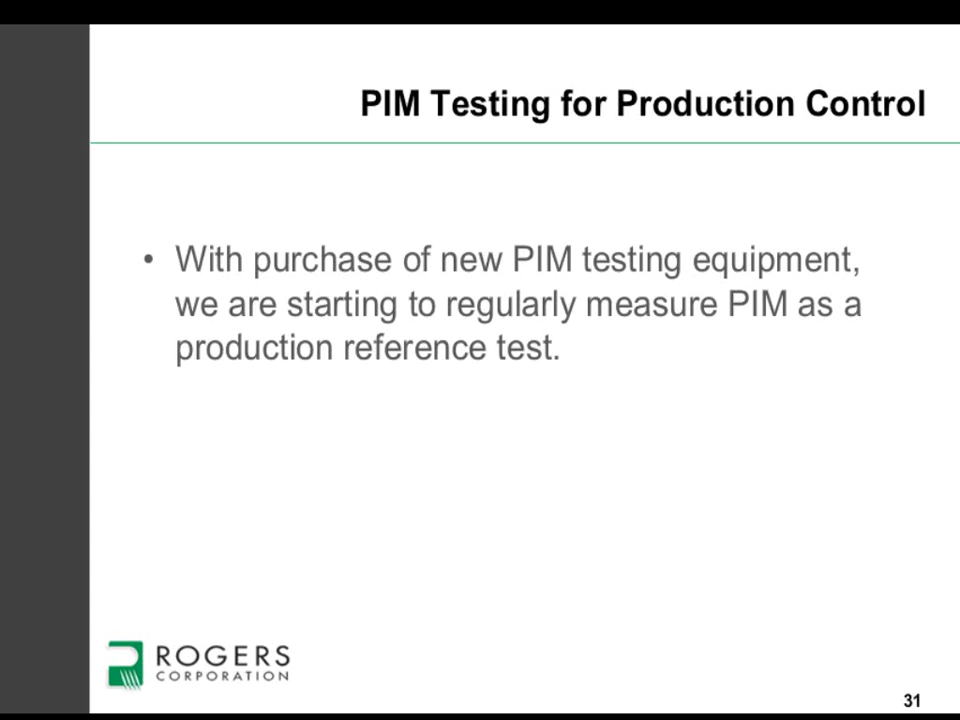 PIM Testing for Production Control
• With purchase of new PIM testing equipment,
we are starting to regularly measure PIM as a
production reference test.
ROGERS
CORPORATION
31